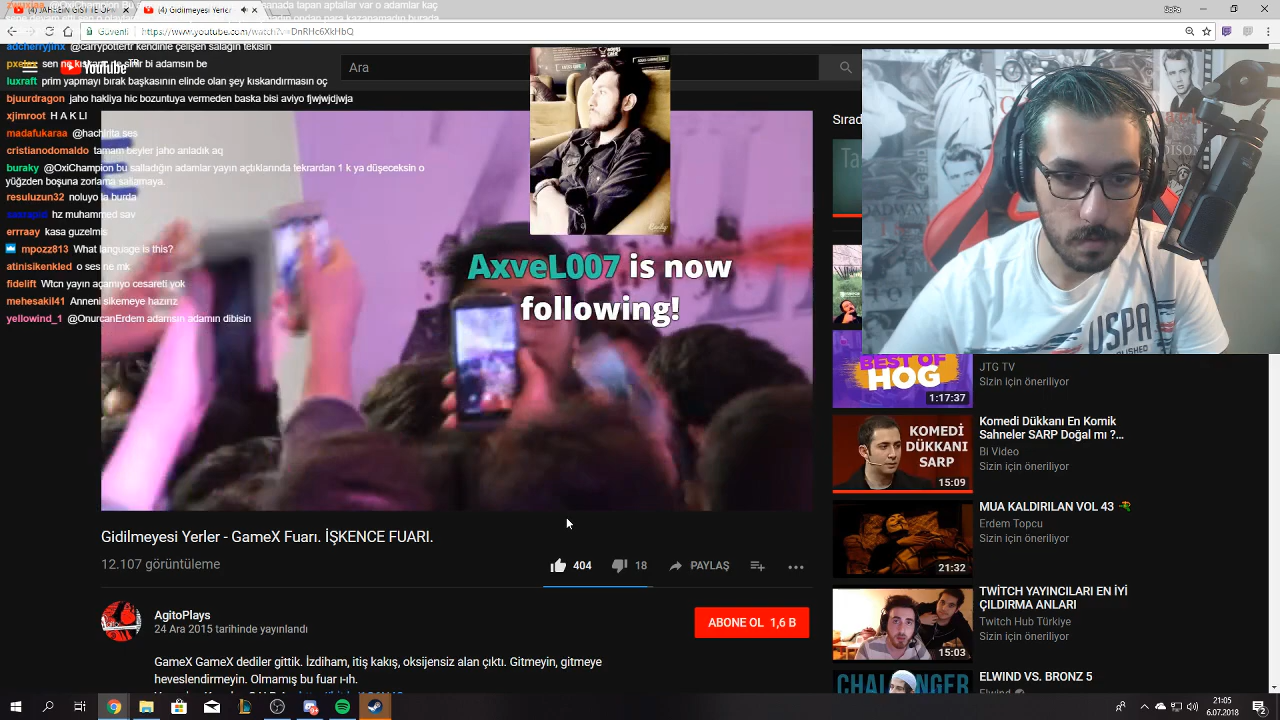 (4) YouTube
youtube.com/watch?v=DnRHc6HxbQ
YouTube TR
Ara
adcherryjinx @carrypotterrr kendinle çelişen salağın tekisin
luxraft prim yapmayı bırak başkasının elinde olan şey kıskandırmasın oç
bjuurdragon jaho hakliya hic bozuntuya vermeden baska bisi aviyo fjwjwjdjwja
xjimroot H A K L I
madafukaraa @hachirita ses
cristianodomaldo tamam beyler jaho anladık aq
buraky @OxiChampion bu salladığın adamlar yayın açtıklarında tekrardan 1 k ya düşeceksin o
yüzden boşuna zorlama sallamaya.
resuluzun32 noluyo la burda
hz muhammed sav
errraay kasa guzelmis
mpozz813 What language is this?
atinisikenkled o ses ne mk
fidelift Wtcn yayın açamıyo cesareti yok
mehesakil41 Anneni sikemeye hazırız
yellowind_1 @OnurcanErdem adamsın adamın dibisin
AxveL007 is now
following!
USPA
Gidilmeyesi Yerler - GameX Fuarı. İŞKENCE FUARI.
12.107 görüntüleme
404
18
PAYLAŞ
AgitoPlays
24 Ara 2015 tarihinde yayınlandı
ABONE OL 1,6 B
GameX GameX dediler gittik. İzdiham, itiş kakış, oksijensiz alan çıktı. Gitmeyin, gitmeye
heveslendirmeyin. Olmamış bu fuar ı-ıh.
Sırad
BEST OF
HOG
1:17:37
JTG TV
Sizin için öneriliyor
KOMEDİ
DÜKKANI
SARP
15:09
Komedi Dükkanı En Komik
Sahneler SARP Doğal mı ?...
Bi Video
Sizin için öneriliyor
21:32
MUA KALDIRILAN VOL 43
Erdem Topcu
Sizin için öneriliyor
15:03
TWİTCH YAYINCILARI EN İYİ
ÇILDIRMA ANLARI
Twitch Hub Türkiye
Sizin için öneriliyor
ELWIND VS. BRONZ 5
Elwind
21:05
6.07.2018